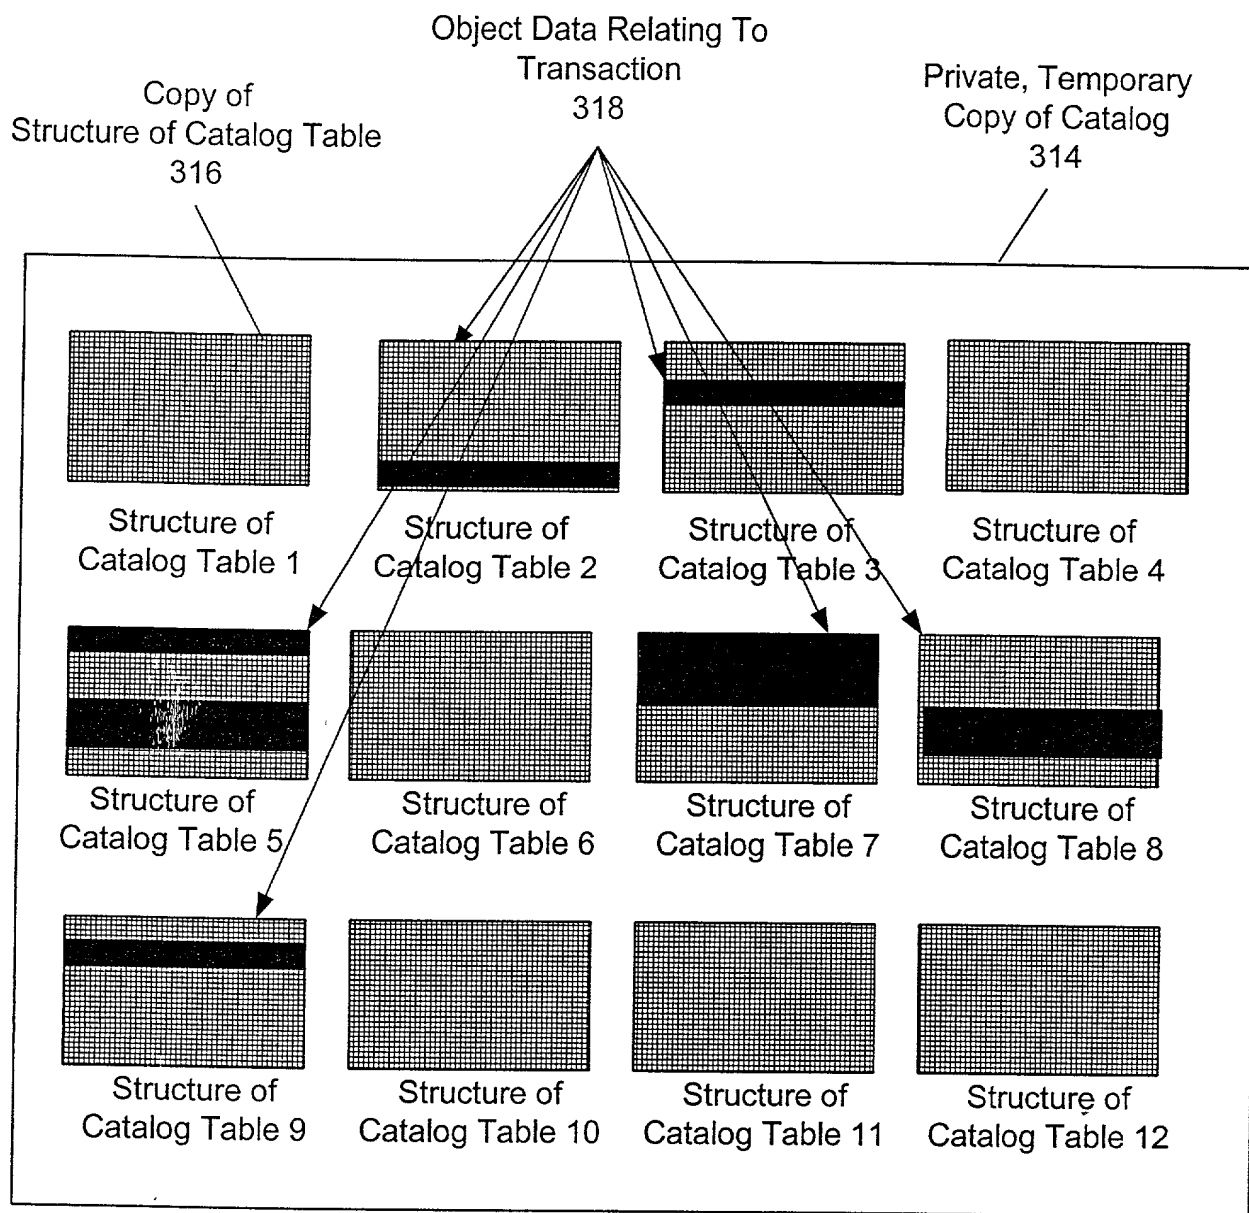 Object Data Relating To
Transaction
318
Copy of
Structure of Catalog Table
316
Private, Temporary
Copy of Catalog
314
Structure of
Catalog Table 1
Structure of
Catalog Table 2
Structure of
Catalog Table 3
Structure of
Catalog Table 4
Structure of
Catalog Table 5
Structure of
Catalog Table 6
Structure of
Catalog Table 7
Structure of
Catalog Table 8
Structure of
Catalog Table 9
Structure of
Catalog Table 10
Structure of
Catalog Table 11
Structure of
Catalog Table 12